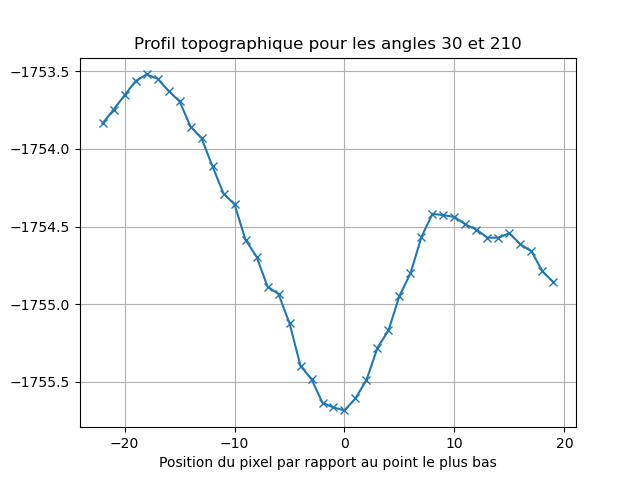 Profil topographique pour les angles 30 et 210
−1753.5
−1754.0
−1754.5
−1755.0
−1755.5
−20 −10 0 10 20
Position du pixel par rapport au point le plus bas